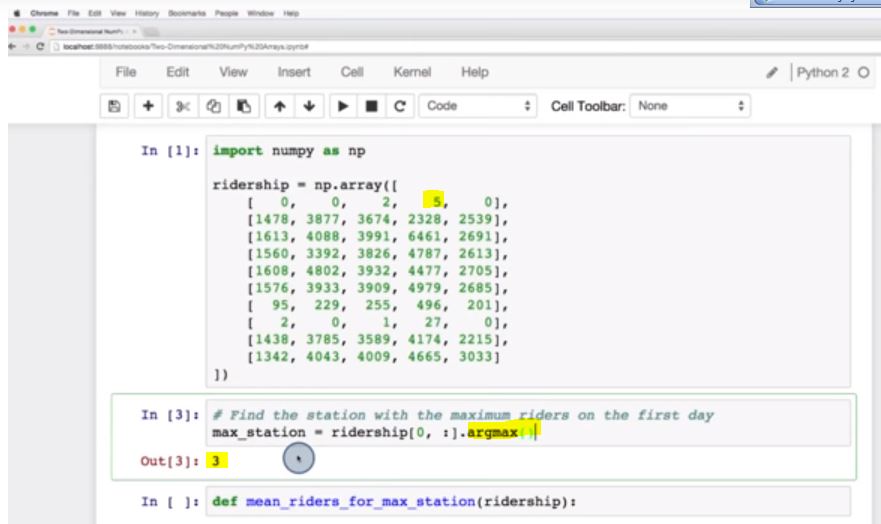 Chrome File Edit View History Bookmarks People Window Help
Two-Dimensional NumPy
localhost:8888/notebooks/Two-Dimensional%20NumPy%20Arrays.ipynb#
File Edit View Insert Cell Kernel Help Python 2
Code Cell Toolbar: None
In [1]: import numpy as np
ridership = np.array([
[ 0, 0, 2, 5, 0],
[1478, 3877, 3674, 2328, 2539],
[1613, 4088, 3991, 6461, 2691],
[1560, 3392, 3826, 4787, 2613],
[1608, 4802, 3932, 4477, 2705],
[1576, 3933, 3909, 4979, 2685],
[ 95, 229, 255, 496, 201],
[ 2, 0, 1, 27, 0],
[1438, 3785, 3589, 4174, 2215],
[1342, 4043, 4009, 4665, 3033]
])
In [3]: # Find the station with the maximum riders on the first day
max_station = ridership[0, :].argmax()
Out[3]: 3
In [ ]: def mean_riders_for_max_station(ridership):